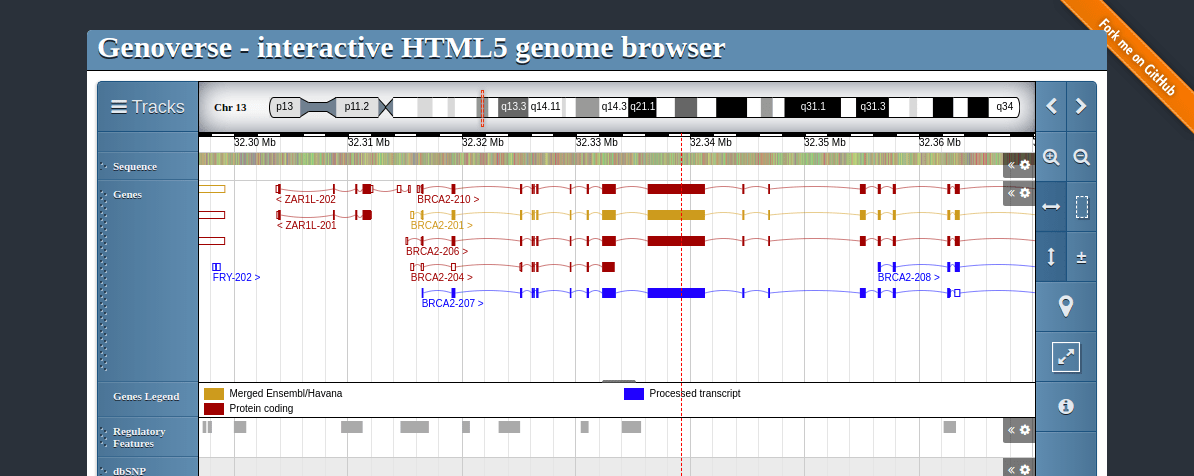 Fork me on GitHub
Genoverse - interactive HTML5 genome browser
Tracks
Chr 13
p13 p11.2 q13.3 q14.11 q14.3 q21.1 q31.1 q31.3 q34
32.30 Mb 32.31 Mb 32.32 Mb 32.33 Mb 32.34 Mb 32.35 Mb 32.36 Mb
Sequence
Genes
< ZAR1L-202 BRCA2-210 >
< ZAR1L-201 BRCA2-201 >
BRCA2-206 >
FRY-202 > BRCA2-204 > BRCA2-208 >
BRCA2-207 >
Genes Legend
Merged Ensembl/Havana Processed transcript
Protein coding
Regulatory
Features
dbSNP